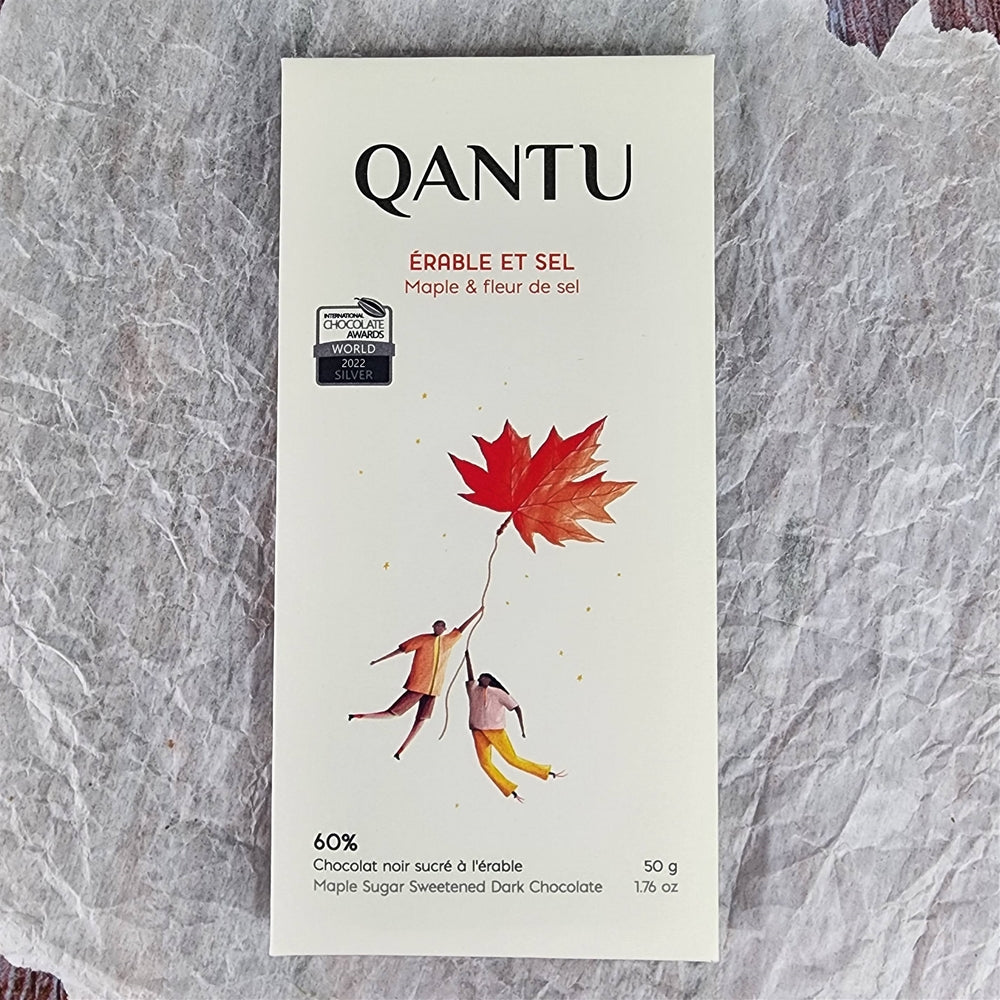 QANTU
ÉRABLE ET SEL
Maple & fleur de sel
INTERNATIONAL
CHOCOLATE
AWARDS
WORLD
2022
SILVER
60%
Chocolat noir sucré à l'érable 50 g
Maple Sugar Sweetened Dark Chocolate 1.76 oz